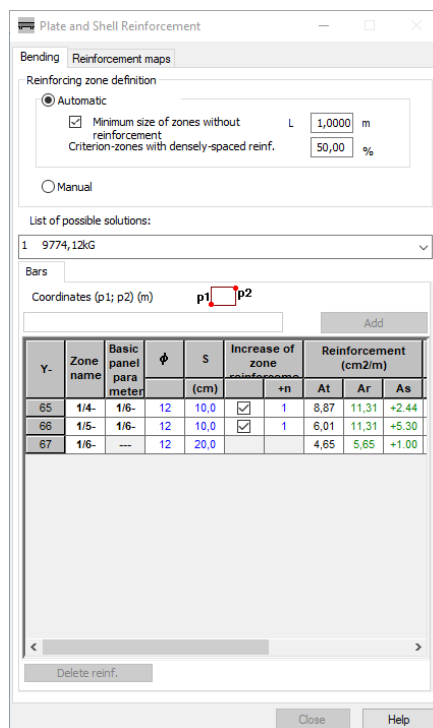 Plate and Shell Reinforcement
Bending Reinforcement maps
Reinforcing zone definition
Automatic
Minimum size of zones without L 1,0000 m
reinforcement
Criterion-zones with densely-spaced reinf. 50,00 %
Manual
List of possible solutions:
1 9774,12kG
Bars
Coordinates (p1; p2) (m) p1 p2
Add
Y- Zone name Basic panel para meter ϕ S Increase of zone Reinforcement (cm2/m)
(cm) +n At Ar As
65 1/4- 1/6- 12 10,0 1 8,87 11,31 +2.44
66 1/5- 1/6- 12 10,0 1 6,01 11,31 +5.30
67 1/6- --- 12 20,0 4,65 5,65 +1.00
Delete reinf.
Close Help